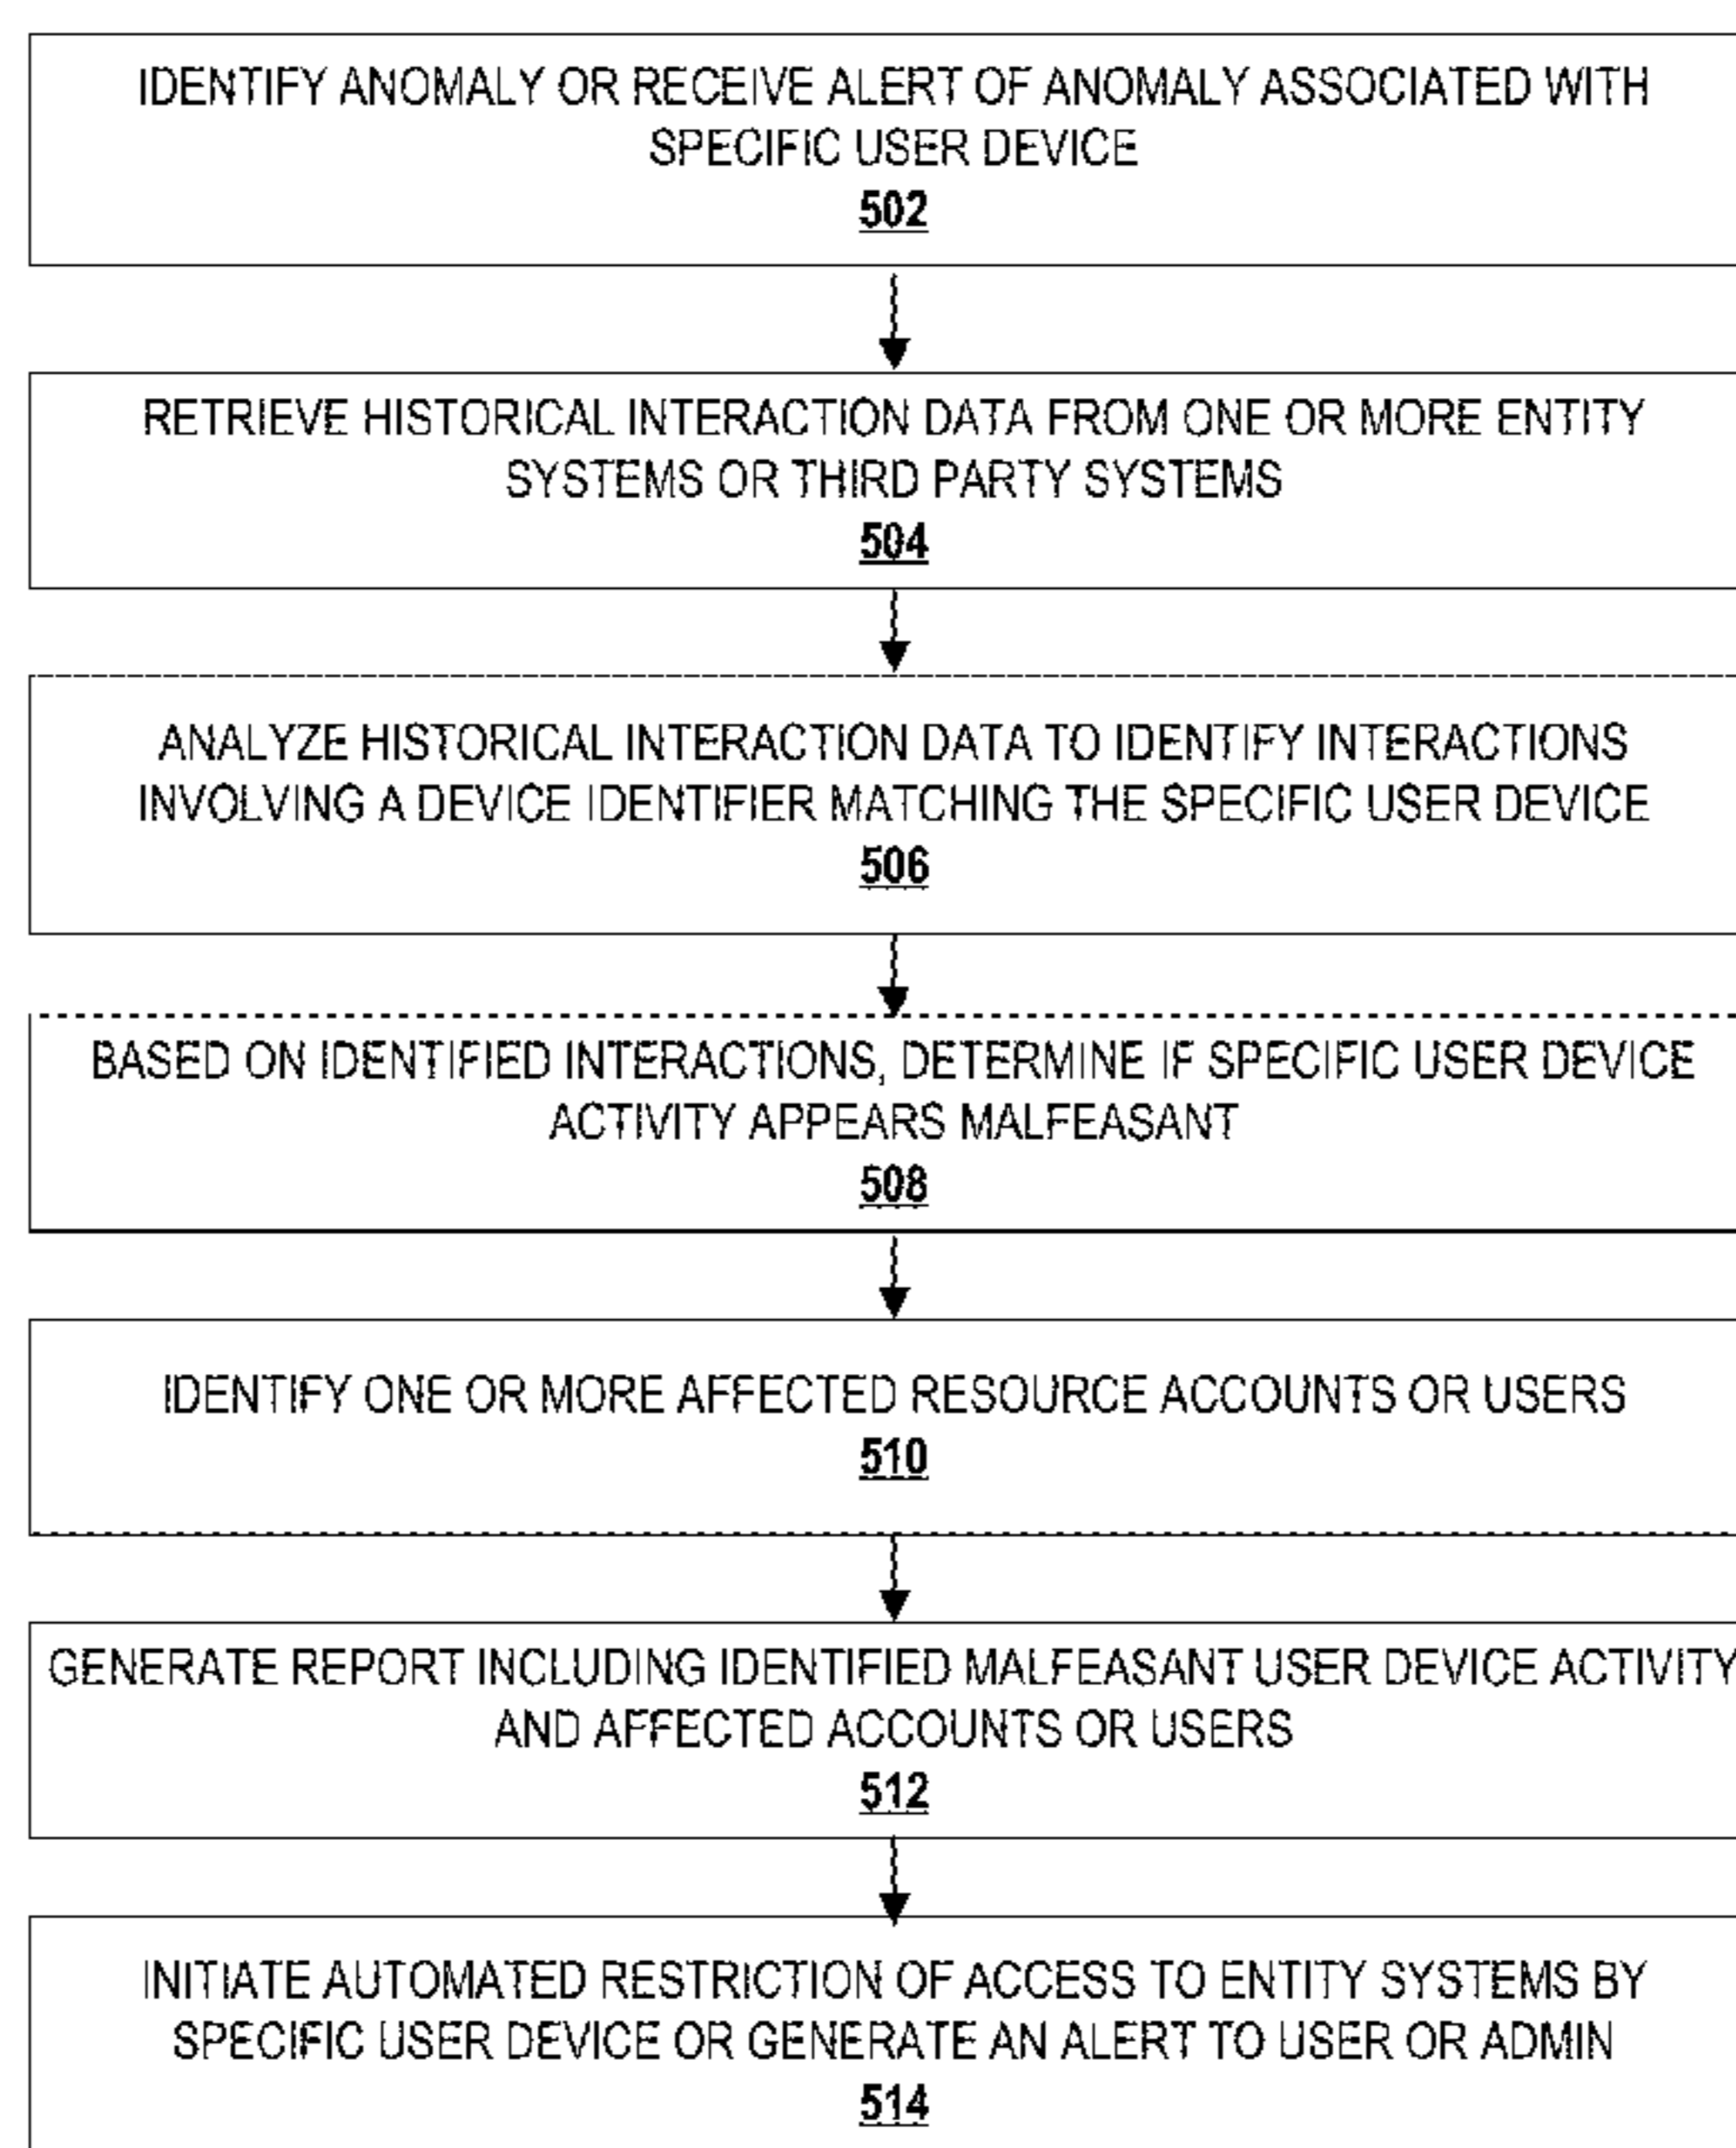 IDENTIFY ANOMALY OR RECEIVE ALERT OF ANOMALY ASSOCIATED WITH
SPECIFIC USER DEVICE
502
RETRIEVE HISTORICAL INTERACTION DATA FROM ONE OR MORE ENTITY
SYSTEMS OR THIRD PARTY SYSTEMS
504
ANALYZE HISTORICAL INTERACTION DATA TO IDENTIFY INTERACTIONS
INVOLVING A DEVICE IDENTIFIER MATCHING THE SPECIFIC USER DEVICE
506
BASED ON IDENTIFIED INTERACTIONS, DETERMINE IF SPECIFIC USER DEVICE
ACTIVITY APPEARS MALFEASANT
508
IDENTIFY ONE OR MORE AFFECTED RESOURCE ACCOUNTS OR USERS
510
GENERATE REPORT INCLUDING IDENTIFIED MALFEASANT USER DEVICE ACTIVITY
AND AFFECTED ACCOUNTS OR USERS
512
INITIATE AUTOMATED RESTRICTION OF ACCESS TO ENTITY SYSTEMS BY
SPECIFIC USER DEVICE OR GENERATE AN ALERT TO USER OR ADMIN
514